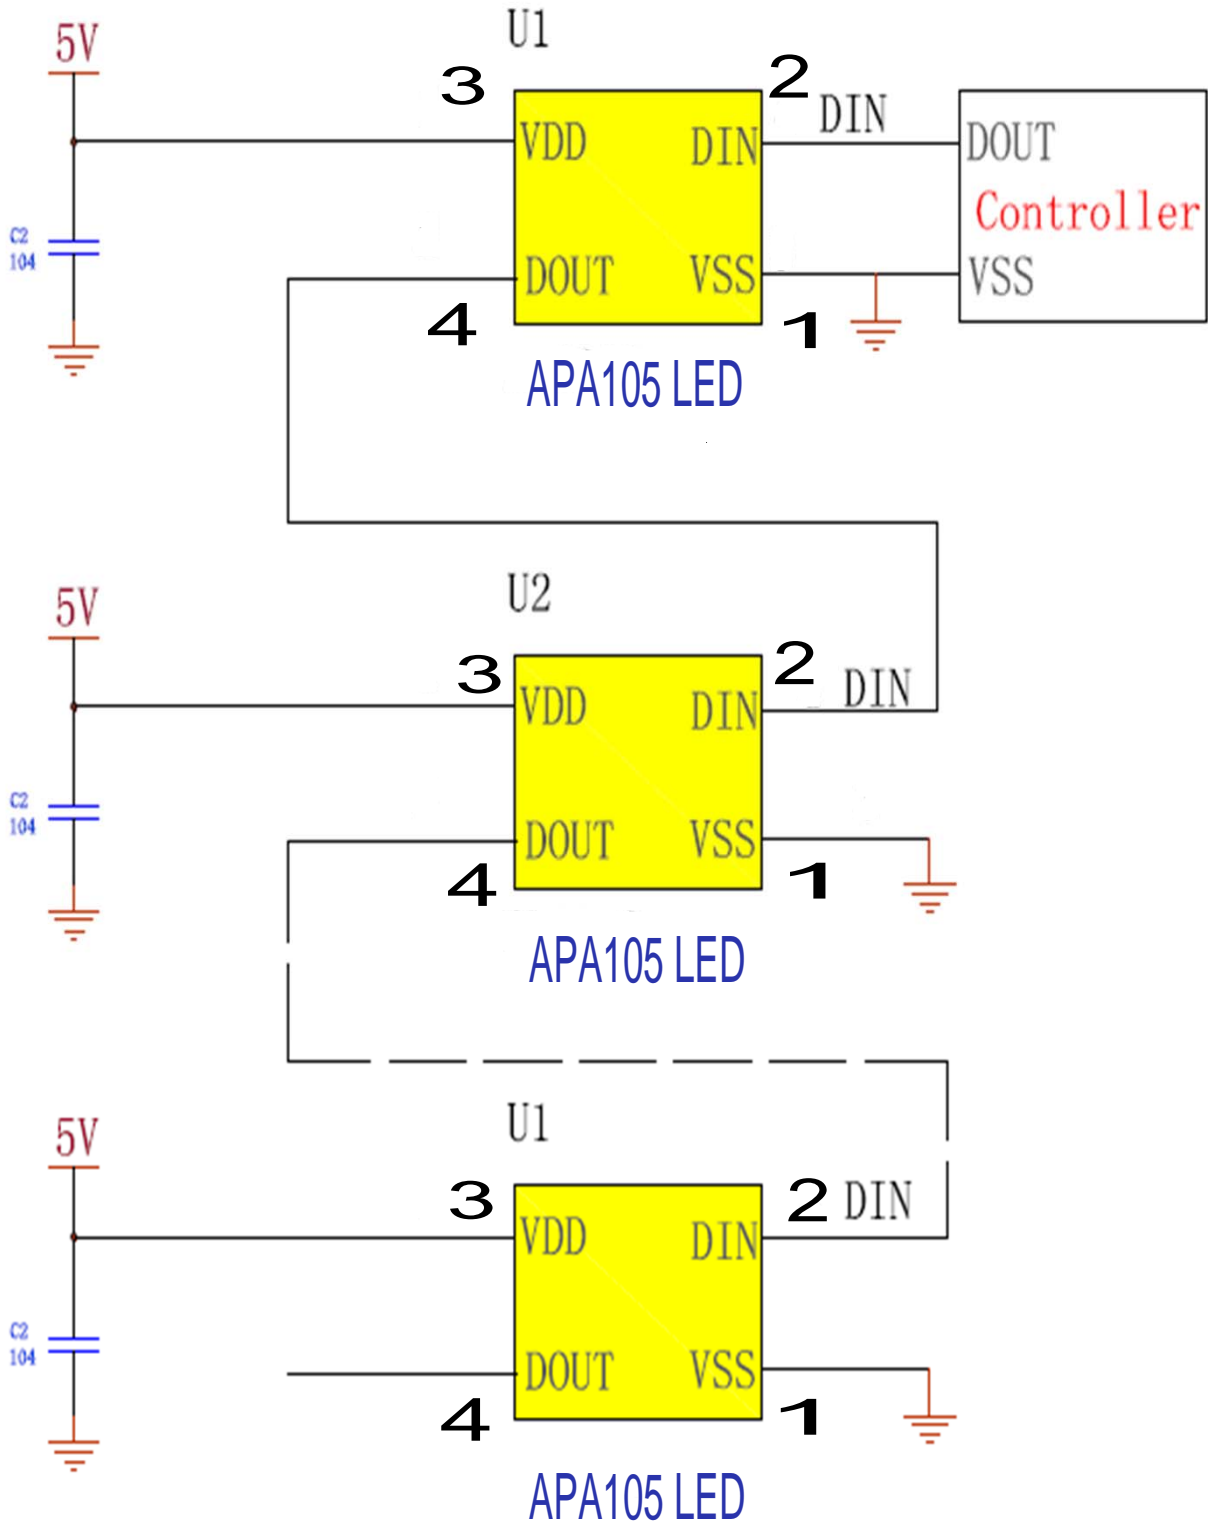 U1
5V
3
2
DIN
VDD
DIN
DOUT
Controller
C2
104
DOUT
VSS
VSS
4
1
APA105 LED
U2
5V
3
2
DIN
VDD
DIN
C2
104
DOUT
VSS
4
1
APA105 LED
U1
5V
3
2
DIN
VDD
DIN
C2
104
DOUT
VSS
4
1
APA105 LED